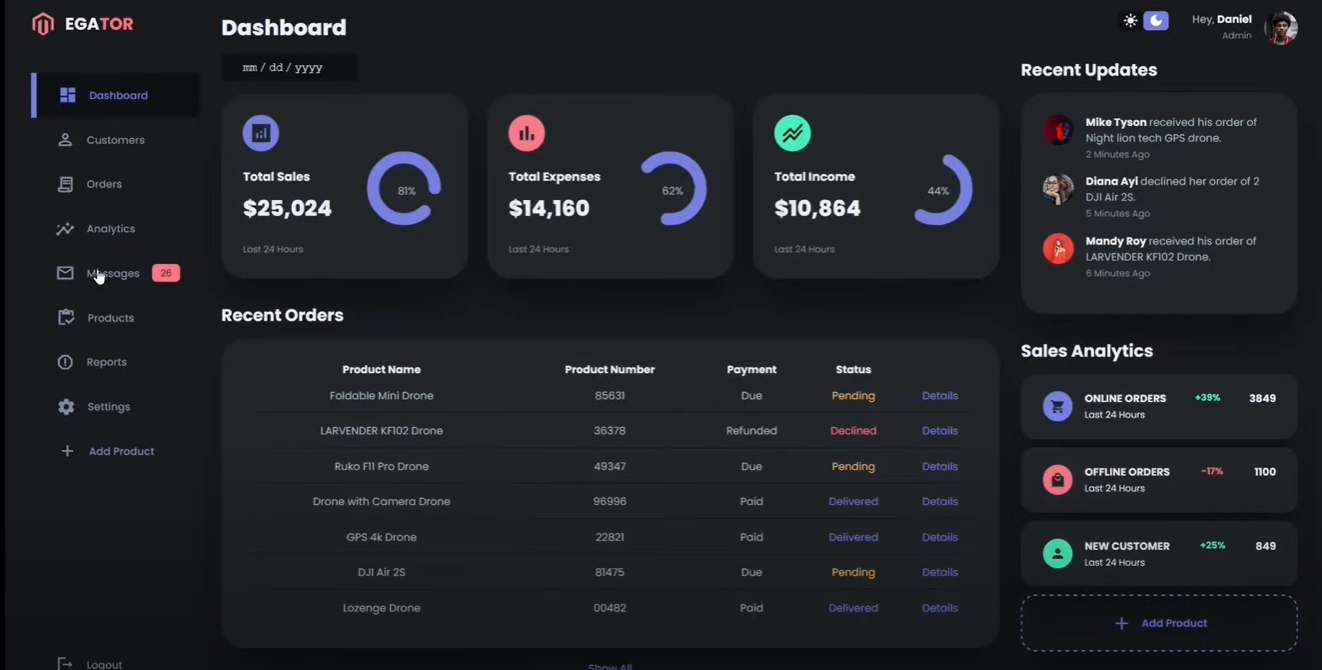 EGATOR
Dashboard
Customers
Orders
Analytics
Messages 26
Products
Reports
Settings
Add Product
Logout
Dashboard
mm / dd / yyyy
Total Sales
$25,024
81%
Last 24 Hours
Total Expenses
$14,160
62%
Last 24 Hours
Total Income
$10,864
44%
Last 24 Hours
Recent Orders
Product Name Product Number Payment Status
Foldable Mini Drone 85631 Due Pending Details
LARVENDER KF102 Drone 36378 Refunded Declined Details
Ruko F11 Pro Drone 49347 Due Pending Details
Drone with Camera Drone 96996 Paid Delivered Details
GPS 4k Drone 22821 Paid Delivered Details
DJI Air 2S 81475 Due Pending Details
Lozenge Drone 00482 Paid Delivered Details
Show All
Hey, Daniel
Admin
Recent Updates
Mike Tyson received his order of
Night lion tech GPS drone.
2 Minutes Ago
Diana Ayi declined her order of 2
DJI Air 2S.
5 Minutes Ago
Mandy Roy received his order of
LARVENDER KF102 Drone.
6 Minutes Ago
Sales Analytics
ONLINE ORDERS +39% 3849
Last 24 Hours
OFFLINE ORDERS -17% 1100
Last 24 Hours
NEW CUSTOMER +25% 849
Last 24 Hours
Add Product